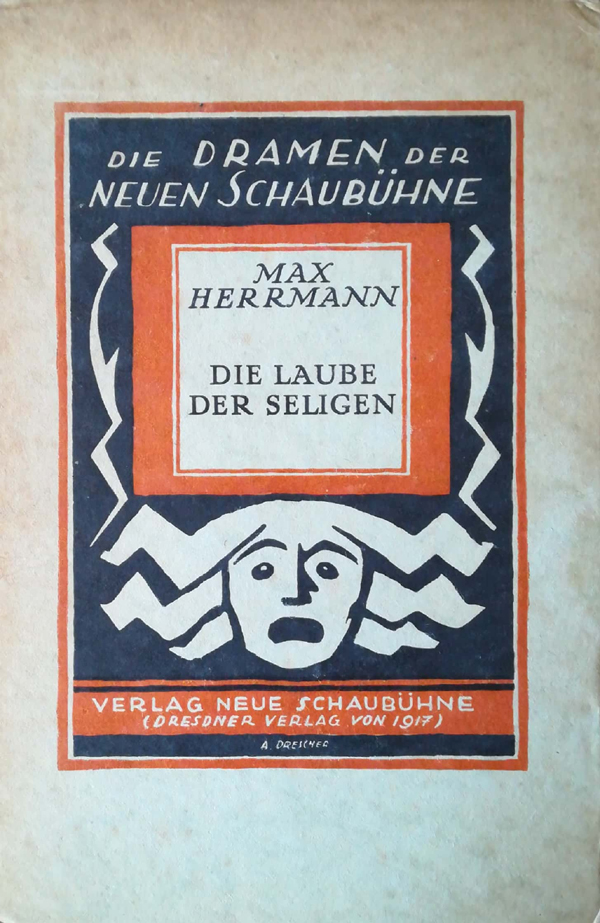 DIE DRAMEN DER
NEUEN SCHAUBÜHNE
MAX
HERRMANN
DIE LAUBE
DER SELIGEN
VERLAG NEUE SCHAUBÜHNE
(DRESDNER VERLAG VON 1917)
A. DRESCHER